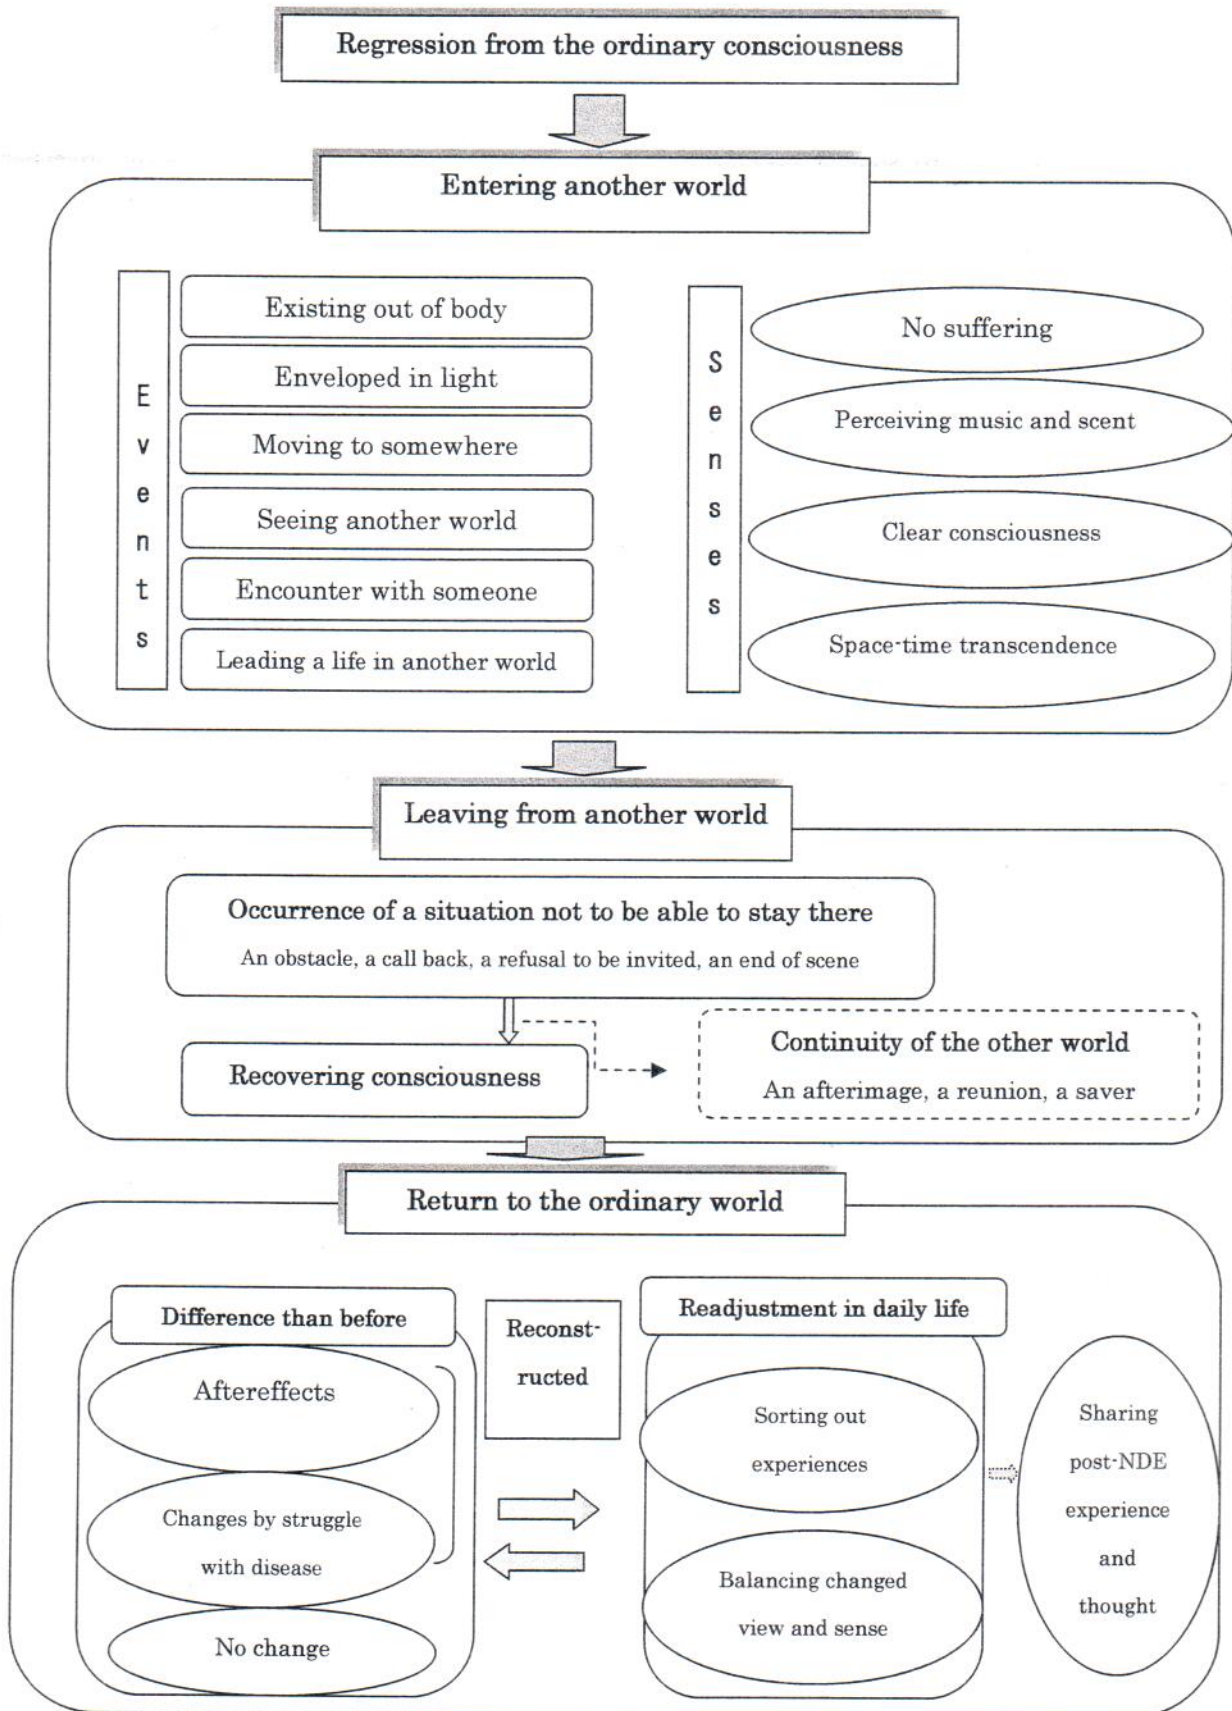 Regression from the ordinary consciousness
Entering another world
Events
Existing out of body
Enveloped in light
Moving to somewhere
Seeing another world
Encounter with someone
Leading a life in another world
Senses
No suffering
Perceiving music and scent
Clear consciousness
Space-time transcendence
Leaving from another world
Occurrence of a situation not to be able to stay there
An obstacle, a call back, a refusal to be invited, an end of scene
Recovering consciousness
Continuity of the other world
An afterimage, a reunion, a saver
Return to the ordinary world
Difference than before
Aftereffects
Changes by struggle
with disease
No change
Reconst-
ructed
Readjustment in daily life
Sorting out
experiences
Balancing changed
view and sense
Sharing
post-NDE
experience
and
thought